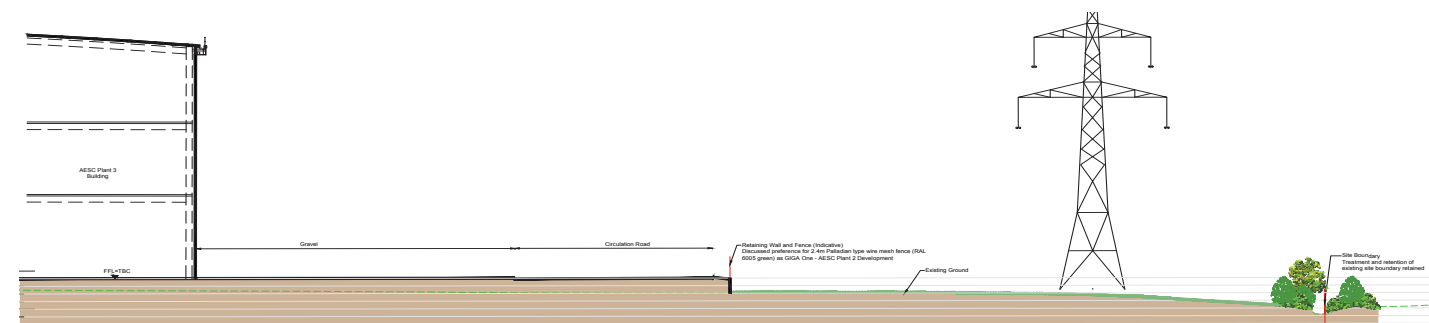 AESC Plant 3
Building
FFL=TBC
Gravel
Circulation Road
Retaining Wall and Fence (Indicative)
Discussed preference for 2.4m Palladian type wire mesh fence (RAL
6005 green) as GIGA One - AESC Plant 2 Development
Existing Ground
Site Boundary
Treatment and retention of
existing site boundary retained